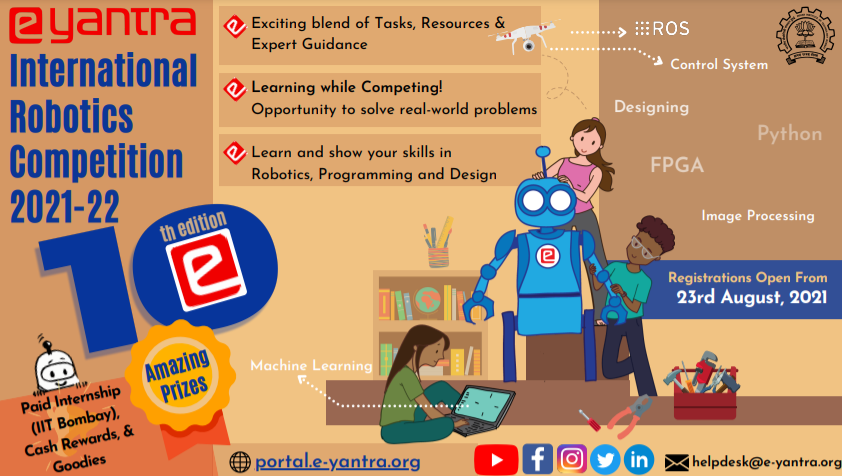 e yantra
International
Robotics
Competition
2021-22
10
th edition
e
Amazing
Prizes
Paid Internship
(IIT Bombay),
Cash Rewards, &
Goodies
e Exciting blend of Tasks, Resources &
Expert Guidance
e Learning while Competing!
Opportunity to solve real-world problems
e Learn and show your skills in
Robotics, Programming and Design
ROS
Control System
Designing
Python
FPGA
Image Processing
e
Registrations Open From
23rd August, 2021
Machine Learning
portal.e-yantra.org
f
in
helpdesk@e-yantra.org